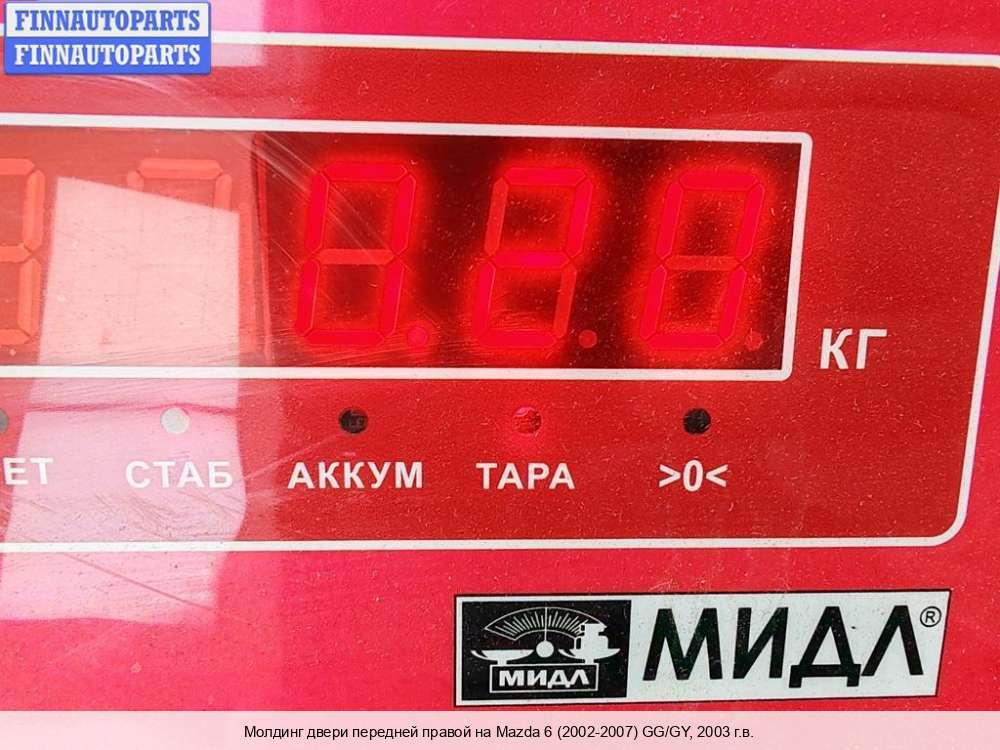 FINNAUTOPARTS
FINNAUTOPARTS
0.20
КГ
ЕТ СТАБ АККУМ ТАРА >0<
МИДЛ МИДЛ®
Молдинг двери передней правой на Mazda 6 (2002-2007) GG/GY, 2003 г.в.